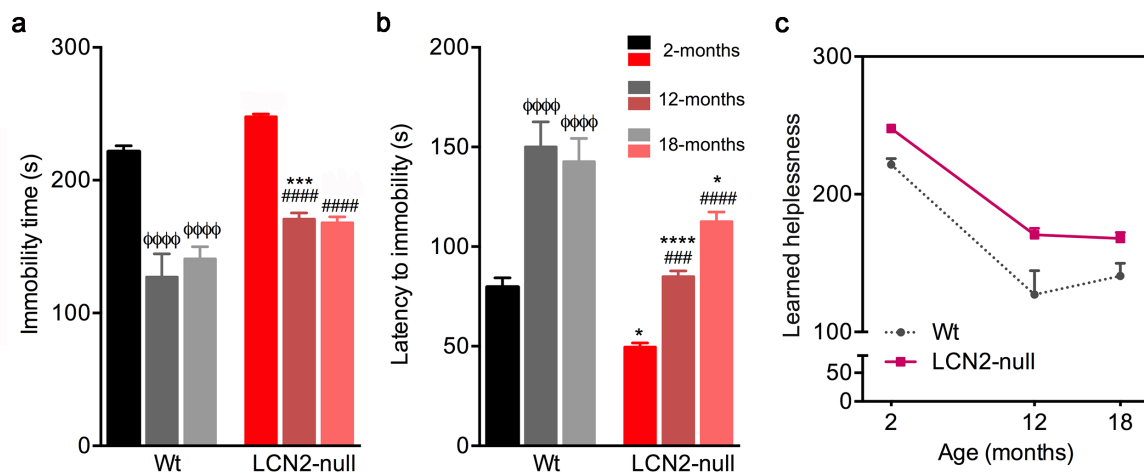 a
Immobility time (s)
300
200
100
0
ϕϕϕϕ
ϕϕϕϕ
***
####
####
Wt
LCN2-null
b
Latency to immobility (s)
200
150
100
50
0
ϕϕϕϕ
ϕϕϕϕ
*
****
###
*
####
2-months
12-months
18-months
Wt
LCN2-null
c
Learned helplessness
300
200
100
50
0
Wt
LCN2-null
2
12
18
Age (months)